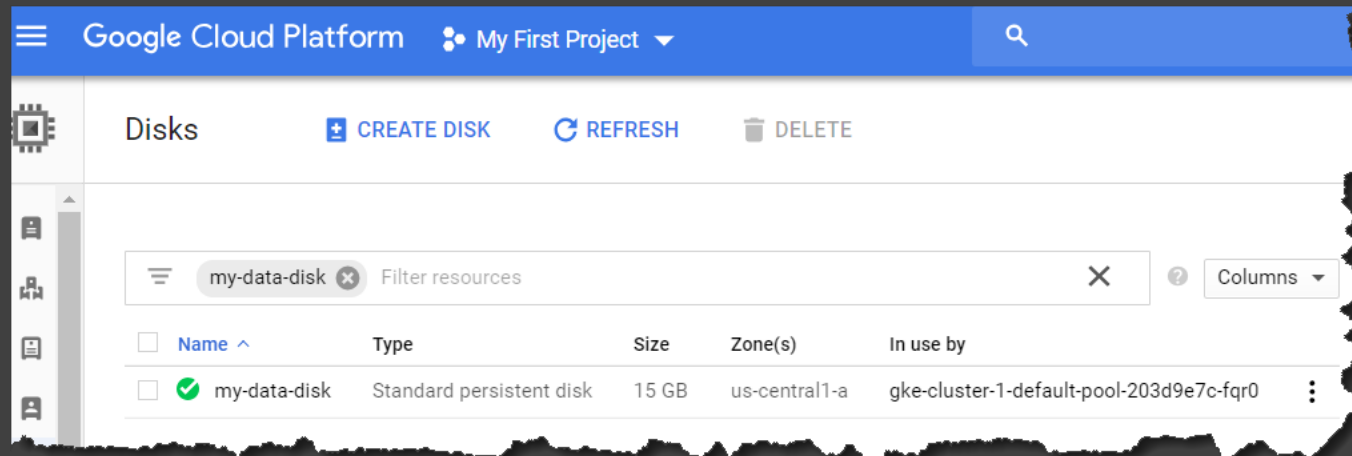 Google Cloud Platform My First Project
Disks CREATE DISK REFRESH DELETE
my-data-disk Filter resources Columns
Name Type Size Zone(s) In use by
my-data-disk Standard persistent disk 15 GB us-central1-a gke-cluster-1-default-pool-203d9e7c-fqr0